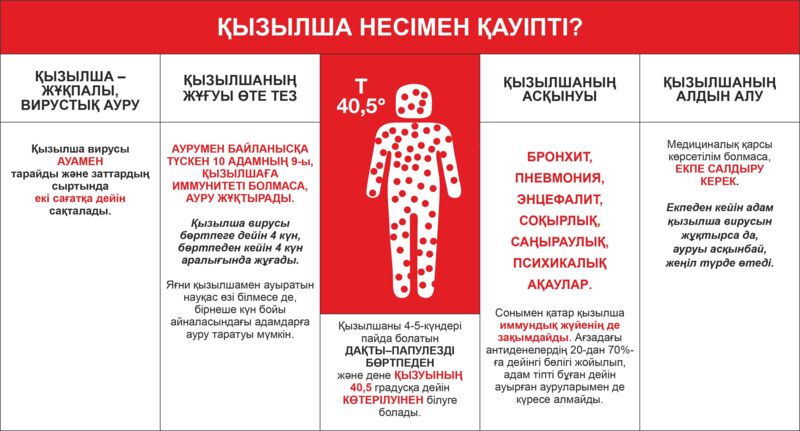 ҚЫЗЫЛША НЕСІМЕН ҚАУІПТІ?
ҚЫЗЫЛША –
ЖҰҚПАЛЫ,
ВИРУСТЫҚ АУРУ
Қызылша вирусы
АУАМЕН
тарайды және заттардың
сыртында
екі сағатқа дейін
сақталады.
ҚЫЗЫЛШАНЫҢ
ЖҰҒУЫ ӨТЕ ТЕЗ
АУРУМЕН БАЙЛАНЫСҚА
ТҮСКЕН 10 АДАМНЫҢ 9-ы,
ҚЫЗЫЛШАҒА
ИММУНИТЕТІ БОЛМАСА,
АУРУ ЖҰҚТЫРАДЫ.
Қызылша вирусы
бөртпеге дейін 4 күн,
бөртпеден кейін 4 күн
аралығында жұғады.
Яғни қызылшамен ауыратын
науқас өзі білмесе де,
бірнеше күн бойы
айналасындағы адамдарға
ауру таратуы мүмкін.
Т
40,5°
Қызылшаны 4-5-күндері
пайда болатын
ДАҚТЫ–ПАПУЛЕЗДІ
БӨРТПЕДЕН
және дене ҚЫЗУЫНЫҢ
40,5 градусқа дейін
КӨТЕРІЛУІНЕН білуге
болады.
ҚЫЗЫЛШАНЫҢ
АСҚЫНУЫ
БРОНХИТ,
ПНЕВМОНИЯ,
ЭНЦЕФАЛИТ,
СОҚЫРЛЫҚ,
САҢЫРАУЛЫҚ,
ПСИХИКАЛЫҚ
АҚАУЛАР.
Сонымен қатар қызылша
иммундық жүйенің де
зақымдайды. Ағзадағы
антиденелердің 20-дан 70%-
ға дейінгі бөлігі жойылып,
адам тіпті бұған дейін
ауырған ауруларымен де
күресе алмайды.
ҚЫЗЫЛШАНЫҢ
АЛДЫН АЛУ
Медициналық қарсы
көрсетілім болмаса,
ЕКПЕ САЛДЫРУ
КЕРЕК.
Екпеден кейін адам
қызылша вирусын
жұқтырса да,
ауруы асқынбай,
жеңіл түрде өтеді.